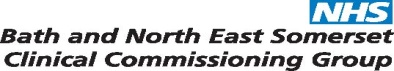 NHS
Bath and North East Somerset
Clinical Commissioning Group